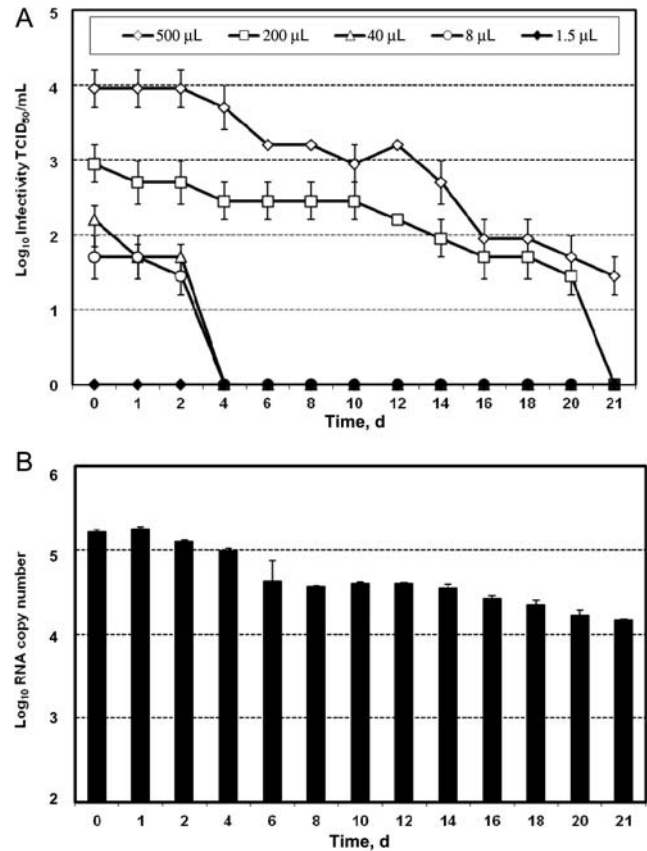 A
500 µL 200 µL 40 µL 8 µL 1.5 µL
Log₁₀ Infectivity TCID₅₀/mL
5
4
3
2
1
0
0 1 2 4 6 8 10 12 14 16 18 20 21
Time, d
B
Log₁₀ RNA copy number
6
5
4
3
2
0 1 2 4 6 8 10 12 14 16 18 20 21
Time, d